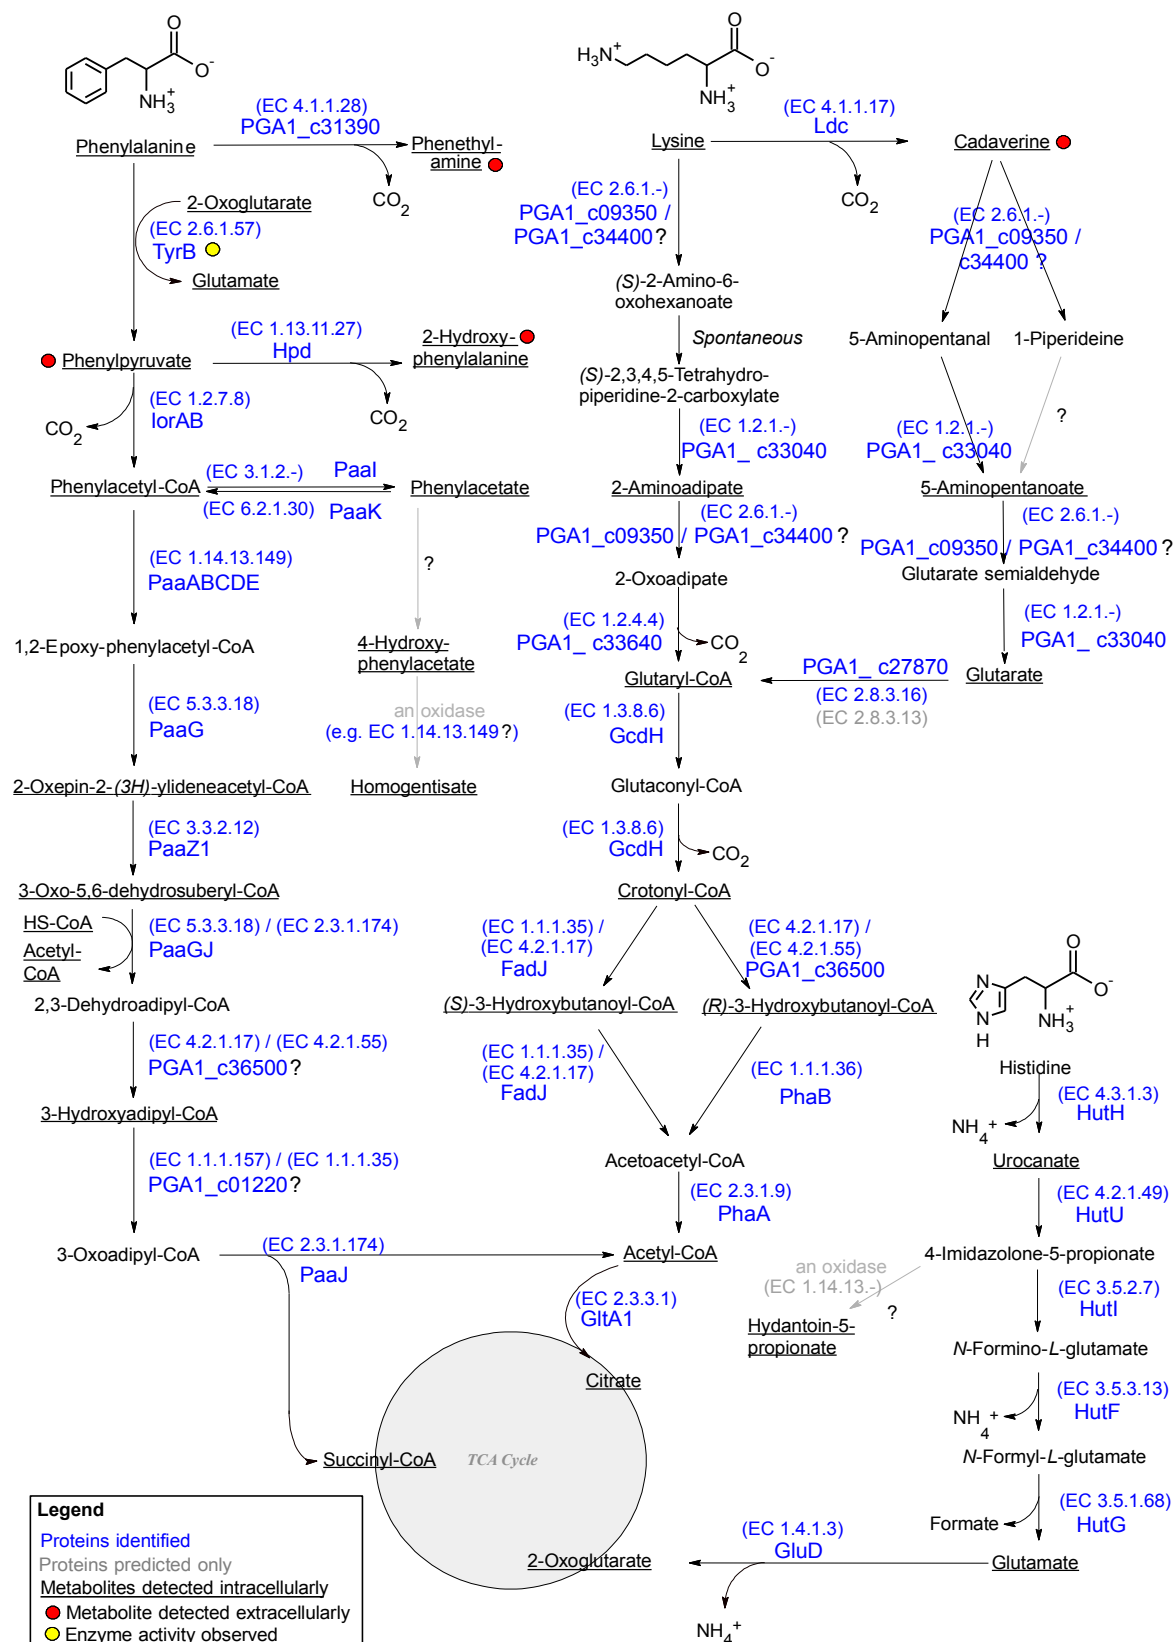 O
O-
NH3+
Phenylalanine
(EC 4.1.1.28)
PGA1_c31390
CO2
Phenethyl-
amine
2-Oxoglutarate
(EC 2.6.1.57)
TyrB
Glutamate
Phenylpyruvate
(EC 1.13.11.27)
Hpd
CO2
2-Hydroxy-
phenylalanine
(EC 1.2.7.8)
IorAB
CO2
Phenylacetyl-CoA
(EC 3.1.2.-)
PaaI
(EC 6.2.1.30)
PaaK
Phenylacetate
?
4-Hydroxy-
phenylacetate
an oxidase
(e.g. EC 1.14.13.149?)
Homogentisate
(EC 1.14.13.149)
PaaABCDE
1,2-Epoxy-phenylacetyl-CoA
(EC 5.3.3.18)
PaaG
2-Oxepin-2-(3H)-ylideneacetyl-CoA
(EC 3.3.2.12)
PaaZ1
3-Oxo-5,6-dehydrosuberyl-CoA
HS-CoA
Acetyl-
CoA
(EC 5.3.3.18) / (EC 2.3.1.174)
PaaGJ
2,3-Dehydroadipyl-CoA
(EC 4.2.1.17) / (EC 4.2.1.55)
PGA1_c36500?
3-Hydroxyadipyl-CoA
(EC 1.1.1.157) / (EC 1.1.1.35)
PGA1_c01220?
3-Oxoadipyl-CoA
(EC 2.3.1.174)
PaaJ
H3N+
O
O-
NH3+
Lysine
(EC 4.1.1.17)
Ldc
CO2
Cadaverine
(EC 2.6.1.-)
PGA1_c09350 /
PGA1_c34400?
(S)-2-Amino-6-
oxohexanoate
Spontaneous
(S)-2,3,4,5-Tetrahydro-
piperidine-2-carboxylate
(EC 1.2.1.-)
PGA1_ c33040
2-Aminoadipate
(EC 2.6.1.-)
PGA1_c09350 / PGA1_c34400?
2-Oxoadipate
(EC 1.2.4.4)
PGA1_ c33640
CO2
Glutaryl-CoA
(EC 1.3.8.6)
GcdH
Glutaconyl-CoA
(EC 1.3.8.6)
GcdH
CO2
Crotonyl-CoA
(EC 1.1.1.35) /
(EC 4.2.1.17)
FadJ
(EC 4.2.1.17) /
(EC 4.2.1.55)
PGA1_c36500
(S)-3-Hydroxybutanoyl-CoA
(R)-3-Hydroxybutanoyl-CoA
(EC 1.1.1.35) /
(EC 4.2.1.17)
FadJ
(EC 1.1.1.36)
PhaB
Acetoacetyl-CoA
(EC 2.3.1.9)
PhaA
Acetyl-CoA
(EC 2.3.3.1)
GltA1
Citrate
Succinyl-CoA
TCA Cycle
2-Oxoglutarate
(EC 2.6.1.-)
PGA1_c09350 /
c34400 ?
5-Aminopentanal
1-Piperideine
?
(EC 1.2.1.-)
PGA1_ c33040
5-Aminopentanoate
(EC 2.6.1.-)
PGA1_c09350 / PGA1_c34400?
Glutarate semialdehyde
(EC 1.2.1.-)
PGA1_ c33040
Glutarate
PGA1_ c27870
(EC 2.8.3.16)
(EC 2.8.3.13)
O
O-
NH3+
N
N
H
Histidine
(EC 4.3.1.3)
HutH
NH4+
Urocanate
(EC 4.2.1.49)
HutU
4-Imidazolone-5-propionate
an oxidase
(EC 1.14.13.-)
?
Hydantoin-5-
propionate
(EC 3.5.2.7)
HutI
N-Formino-L-glutamate
(EC 3.5.3.13)
HutF
NH4+
N-Formyl-L-glutamate
(EC 3.5.1.68)
HutG
Formate
Glutamate
(EC 1.4.1.3)
GluD
NH4+
Legend
Proteins identified
Proteins predicted only
Metabolites detected intracellularly
Metabolite detected extracellularly
Enzyme activity observed